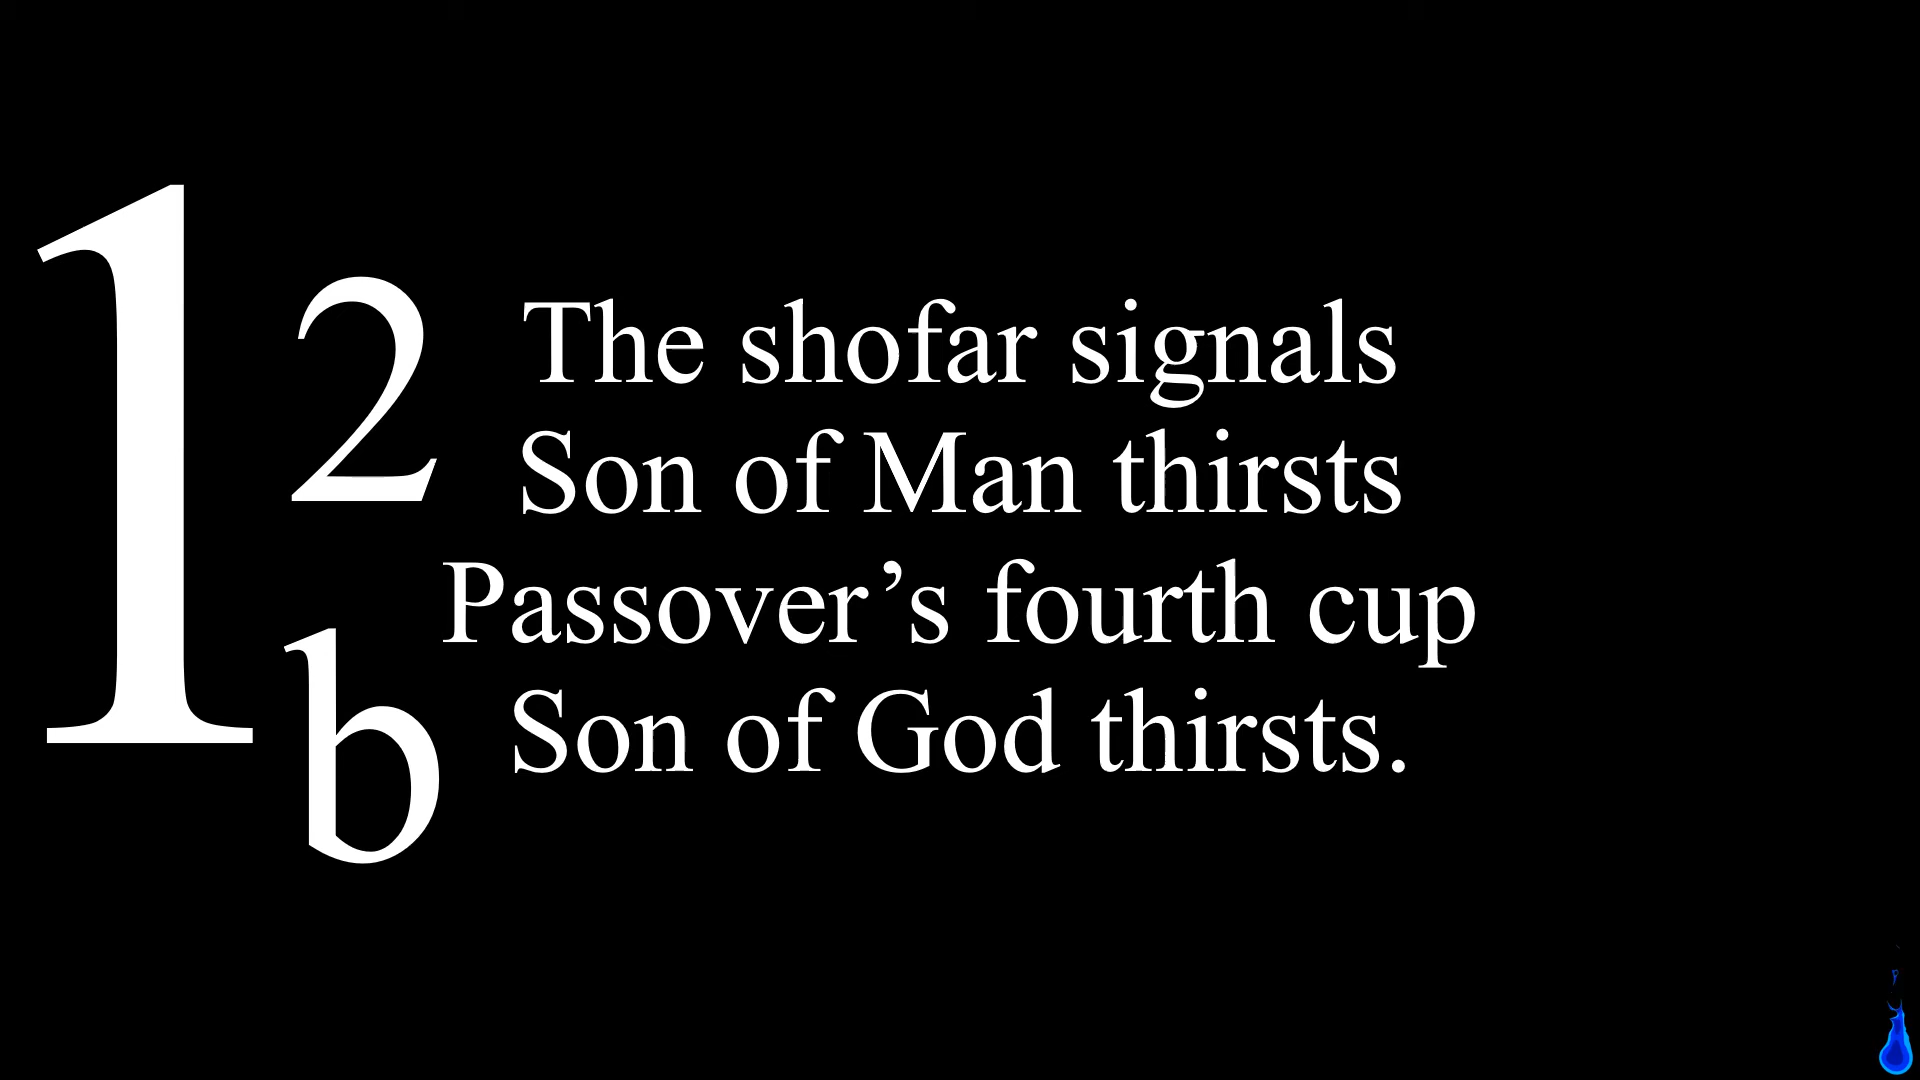 1
2
b
The shofar signals
Son of Man thirsts
Passover’s fourth cup
Son of God thirsts.